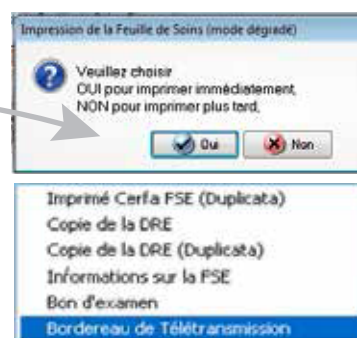 Impression de la Feuille de Soins (mode dégradé)
Veuillez choisir
OUI pour imprimer immédiatement,
NON pour imprimer plus tard,
Oui Non
Imprimé Cerfa FSE (Duplicata)
Copie de la DRE
Copie de la DRE (Duplicata)
Informations sur la FSE
Bon d'examen
Bordereau de Télétransmission